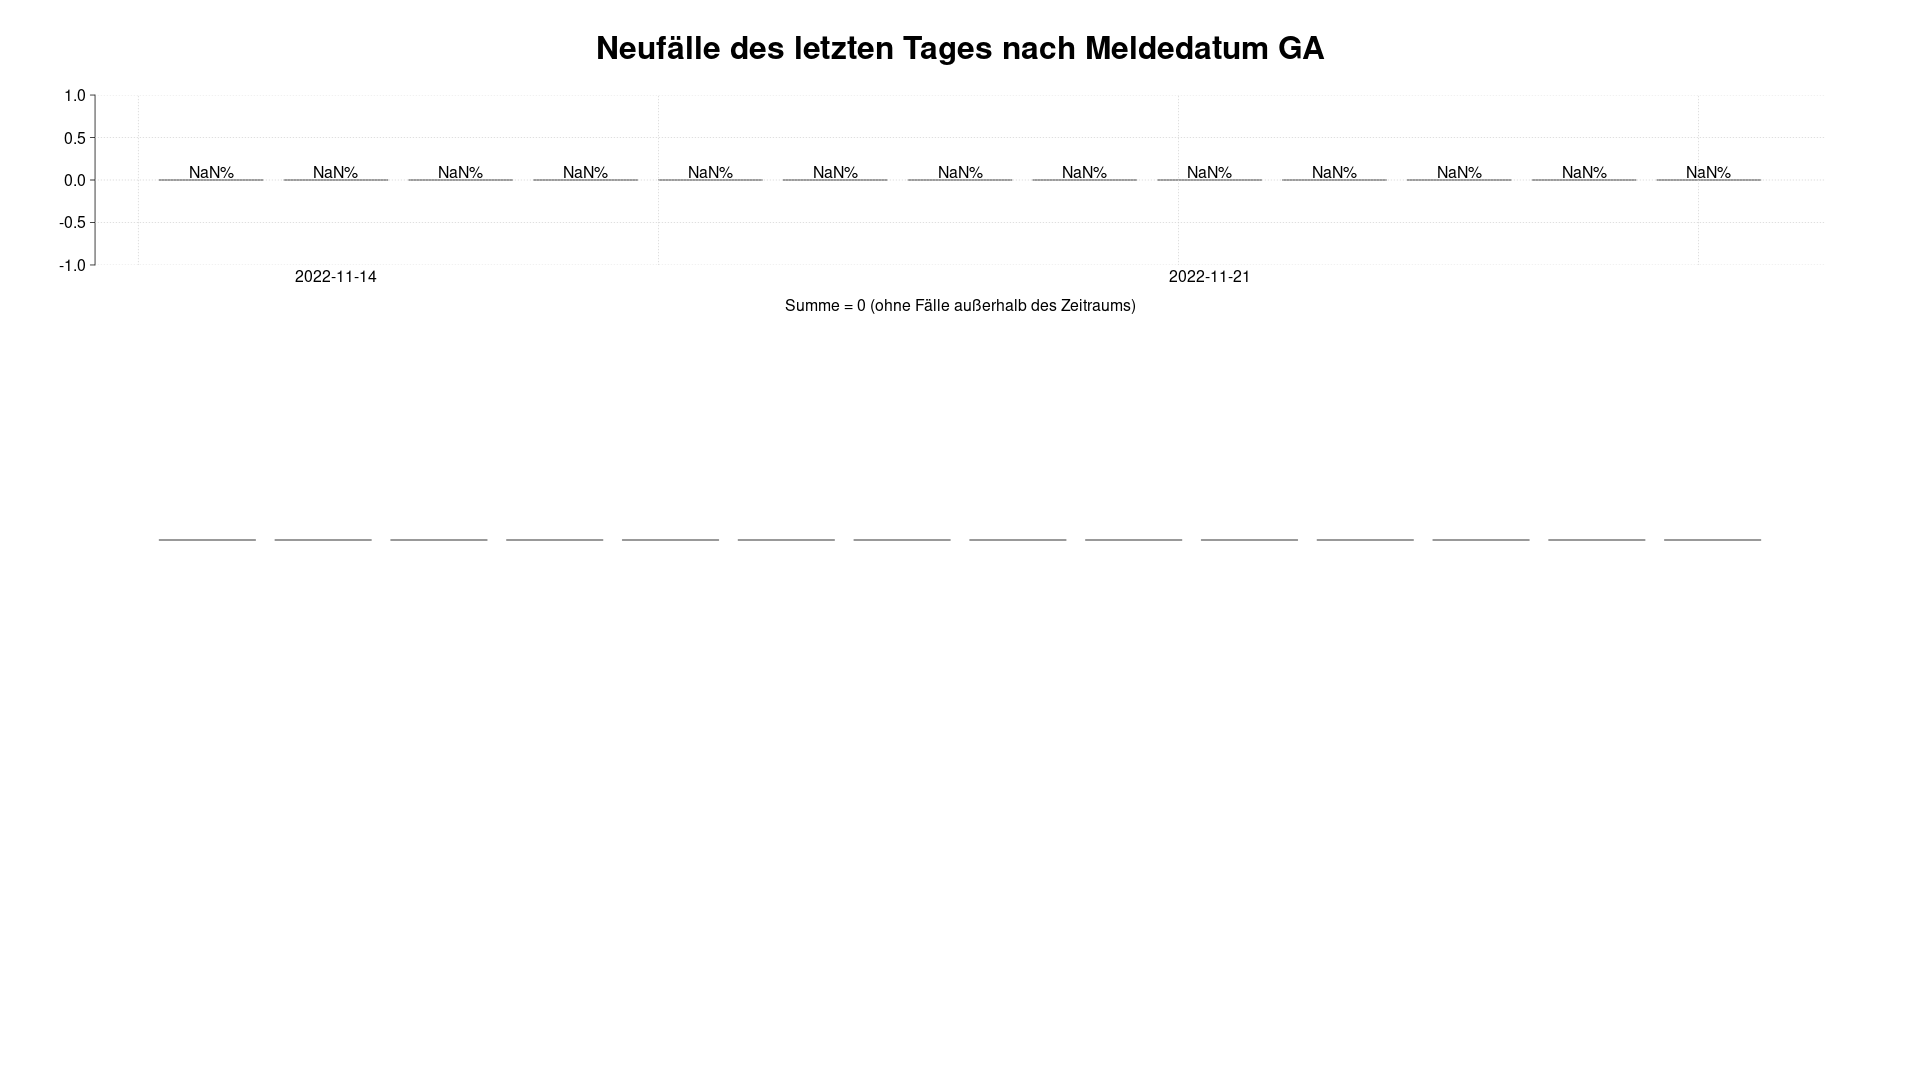 Neufälle des letzten Tages nach Meldedatum GA
1.0
0.5
0.0
-0.5
-1.0
NaN% NaN% NaN% NaN% NaN% NaN% NaN% NaN% NaN% NaN% NaN% NaN% NaN%
2022-11-14 2022-11-21
Summe = 0 (ohne Fälle außerhalb des Zeitraums)